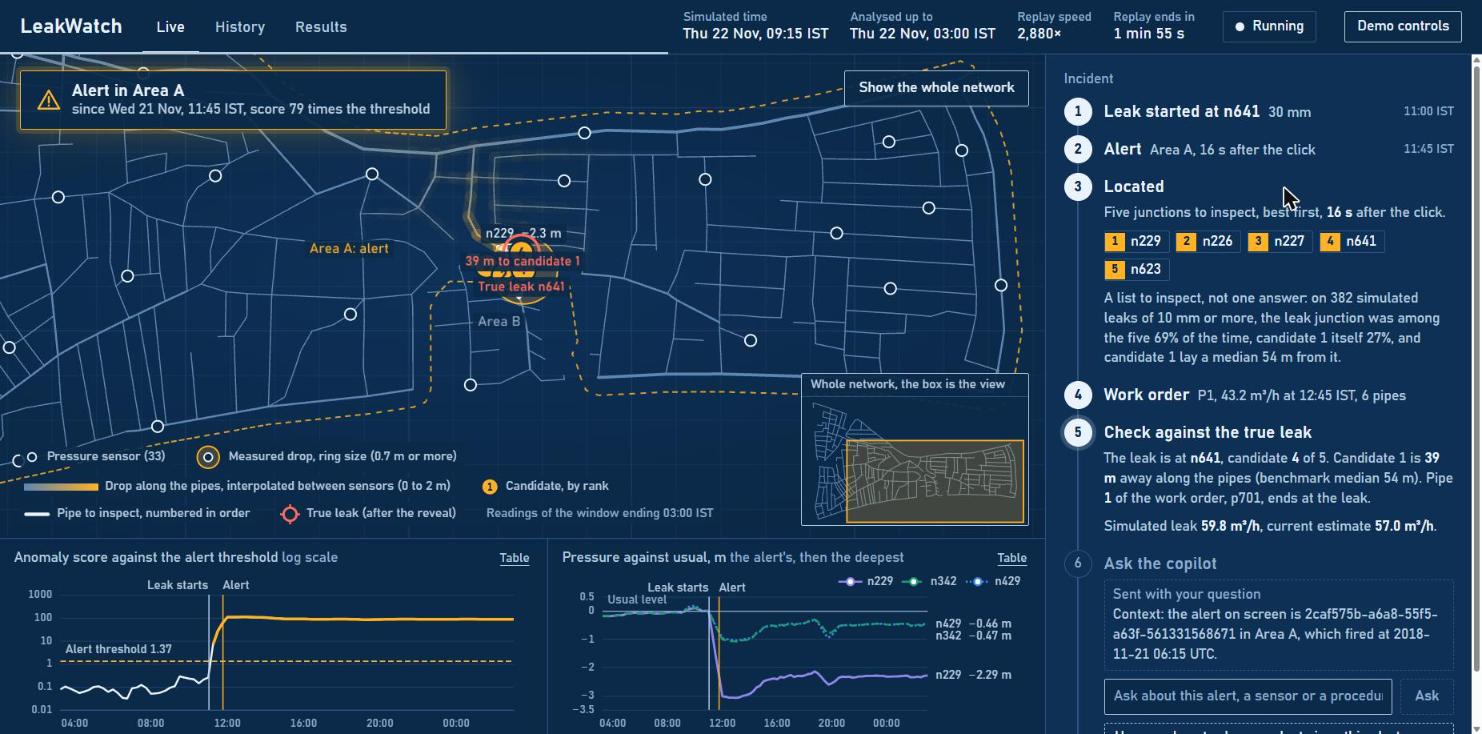 LeakWatch
Live
History
Results
Simulated time
Thu 22 Nov, 09:15 IST
Analysed up to
Thu 22 Nov, 03:00 IST
Replay speed
2,880×
Replay ends in
1 min 55 s
Running
Demo controls
Alert in Area A
since Wed 21 Nov, 11:45 IST, score 79 times the threshold
Show the whole network
n229 −2.3 m
Area A: alert
39 m to candidate 1
True leak n641
Area B
Whole network, the box is the view
Pressure sensor (33)
Measured drop, ring size (0.7 m or more)
Drop along the pipes, interpolated between sensors (0 to 2 m)
1 Candidate, by rank
Pipe to inspect, numbered in order
True leak (after the reveal)
Readings of the window ending 03:00 IST
Anomaly score against the alert threshold log scale
Table
Leak starts
Alert
1000
100
10
Alert threshold 1.37
1
0.1
0.01
04:00 08:00 12:00 16:00 20:00 00:00
Pressure against usual, m the alert's, then the deepest
Table
n229 n342 n429
Leak starts Alert
0.5
Usual level
0
−1
−2
−3
−3.5
n429 −0.46 m
n342 −0.47 m
n229 −2.29 m
04:00 08:00 12:00 16:00 20:00 00:00
Incident
1 Leak started at n641 30 mm 11:00 IST
2 Alert Area A, 16 s after the click 11:45 IST
3 Located
Five junctions to inspect, best first, 16 s after the click.
1 n229 2 n226 3 n227 4 n641
5 n623
A list to inspect, not one answer: on 382 simulated
leaks of 10 mm or more, the leak junction was among
the five 69% of the time, candidate 1 itself 27%, and
candidate 1 lay a median 54 m from it.
4 Work order P1, 43.2 m³/h at 12:45 IST, 6 pipes
5 Check against the true leak
The leak is at n641, candidate 4 of 5. Candidate 1 is 39
m away along the pipes (benchmark median 54 m). Pipe
1 of the work order, p701, ends at the leak.
Simulated leak 59.8 m³/h, current estimate 57.0 m³/h.
6 Ask the copilot
Sent with your question
Context: the alert on screen is 2caf575b-a6a8-55f5-
a63f-561331568671 in Area A, which fired at 2018-
11-21 06:15 UTC.
Ask about this alert, a sensor or a procedu
Ask